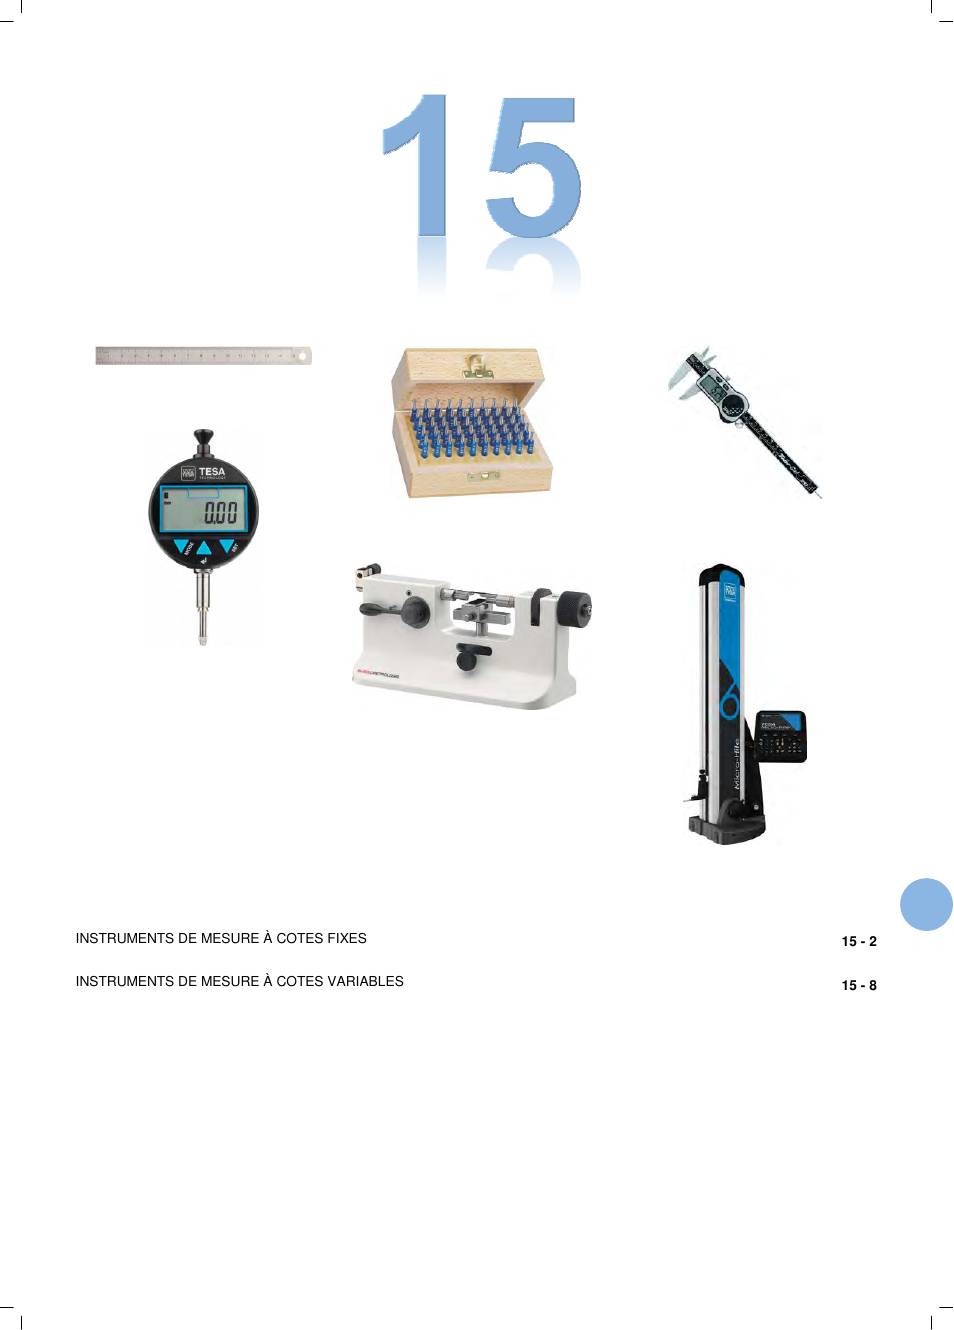 15
TESA
TECHNOLOGY
0,00
MODE
SET
Micro-Hite
INSTRUMENTS DE MESURE À COTES FIXES
15 - 2
INSTRUMENTS DE MESURE À COTES VARIABLES
15 - 8